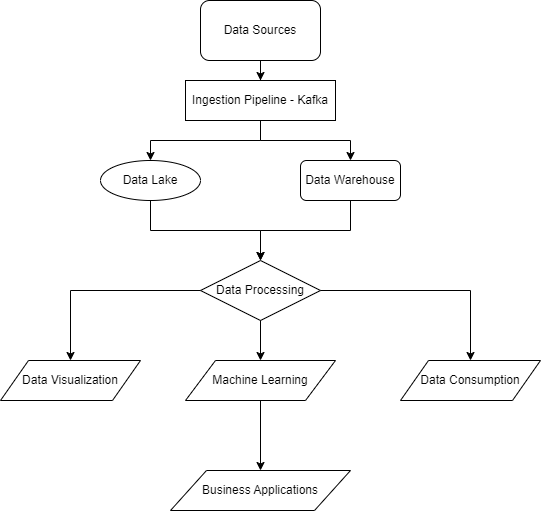 Data Sources
Ingestion Pipeline - Kafka
Data Lake
Data Warehouse
Data Processing
Data Visualization
Machine Learning
Data Consumption
Business Applications